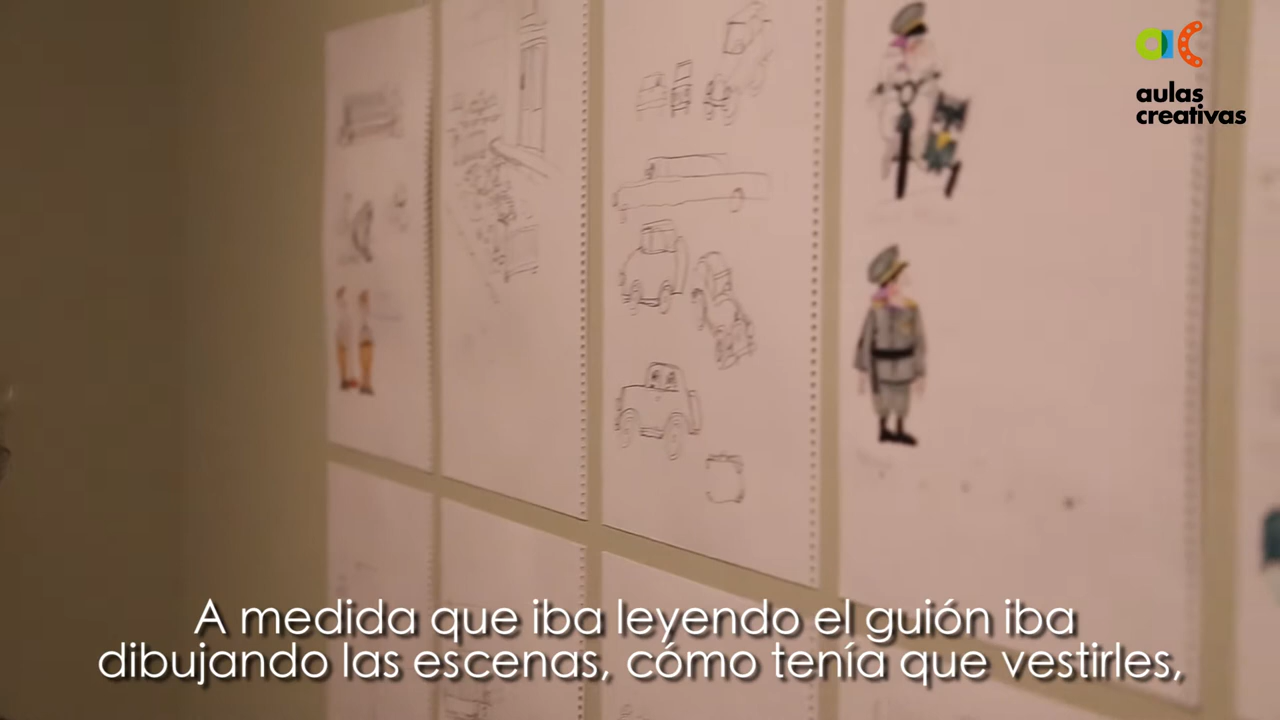 aulas
creativas
A medida que iba leyendo el guión iba
dibujando las escenas, cómo tenía que vestirles,